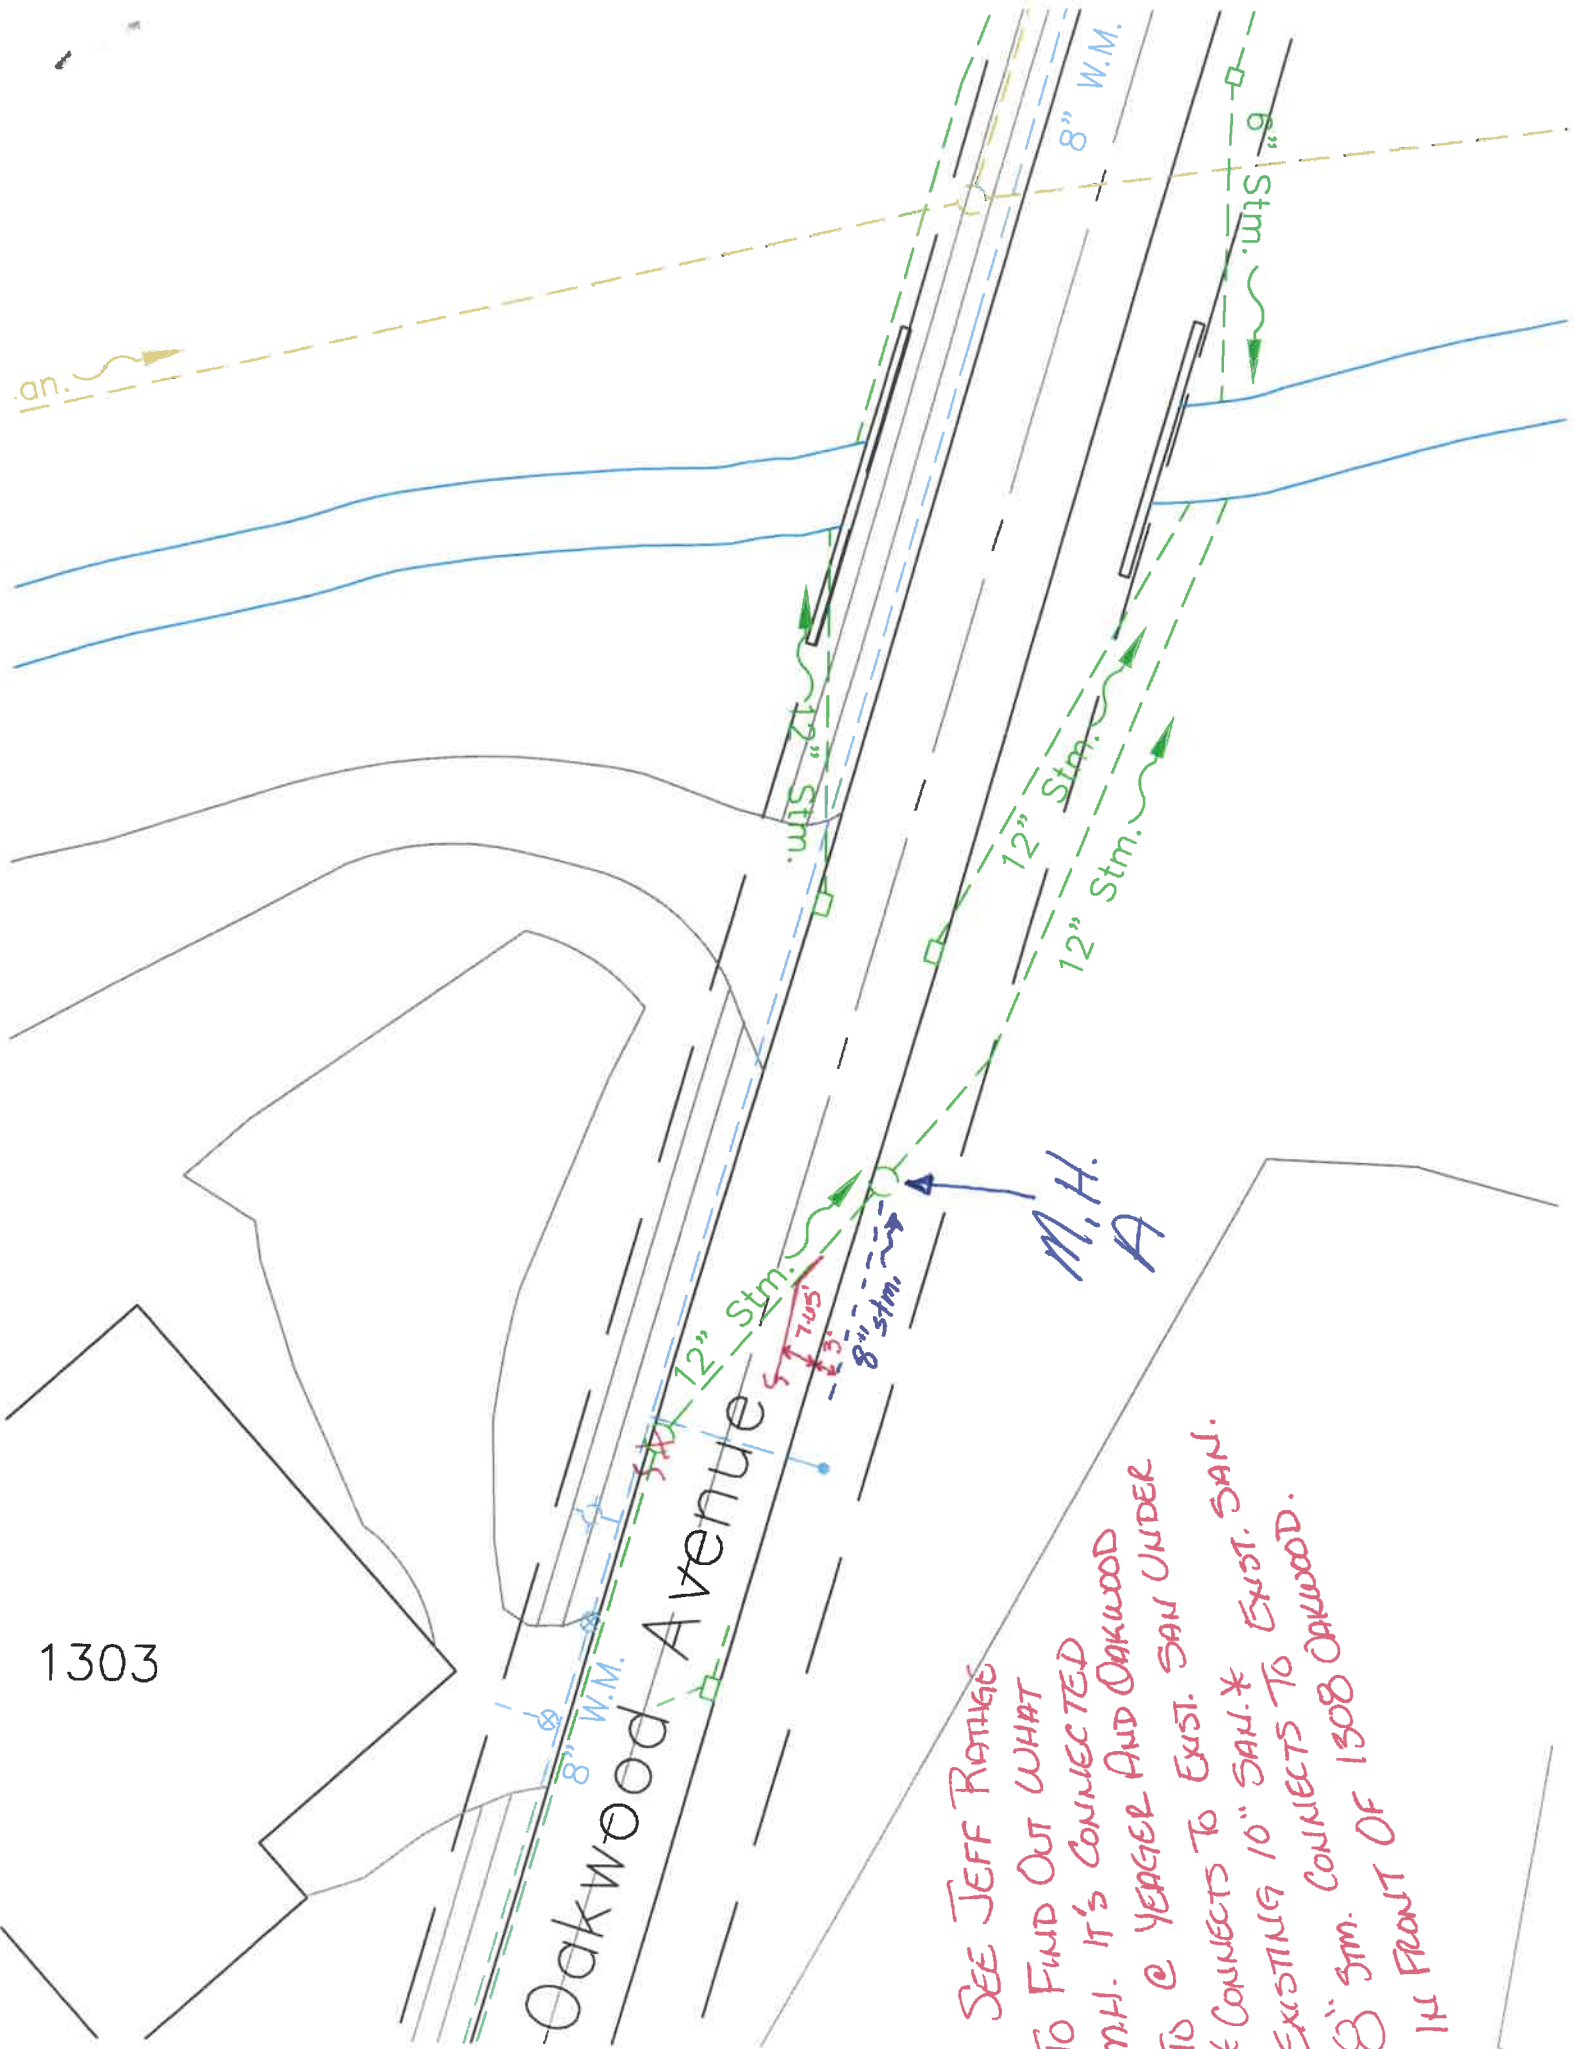 8" W.M.
6" Stm.
an.
12" Stm.
12" Stm.
12" Stm.
M.H.
A
12" Stm.
8" Stm.
7.45'
3'
8" W.M.
Oakwood Avenue
1303
SEE JEFF RATHGE
TO FIND OUT WHAT
M.H. IT'S CONNECTED
TO @ YEAGER AND OAKWOOD
* CONNECTS TO EXIST. SAN UNDER
EXISTING 10" SAN.* EXIST. SAN.
8" STM. CONNECTS TO
IN FRONT OF 1308 OAKWOOD.